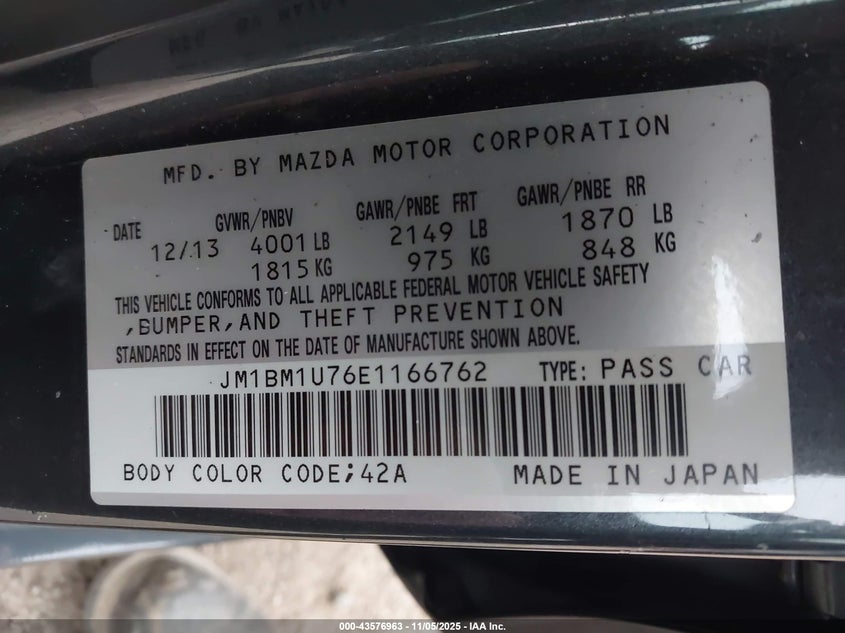 MFD. BY MAZDA MOTOR CORPORATION
DATE GVWR/PNBV GAWR/PNBE FRT GAWR/PNBE RR
12/13 4001 LB 2149 LB 1870 LB
1815 KG 975 KG 848 KG
THIS VEHICLE CONFORMS TO ALL APPLICABLE FEDERAL MOTOR VEHICLE SAFETY
,BUMPER,AND THEFT PREVENTION
STANDARDS IN EFFECT ON THE DATE OF MANUFACTURE SHOWN ABOVE.
JM1BM1U76E1166762 TYPE: PASS CAR
BODY COLOR CODE;42A MADE IN JAPAN
000-43576963 - 11/05/2025 - IAA Inc.